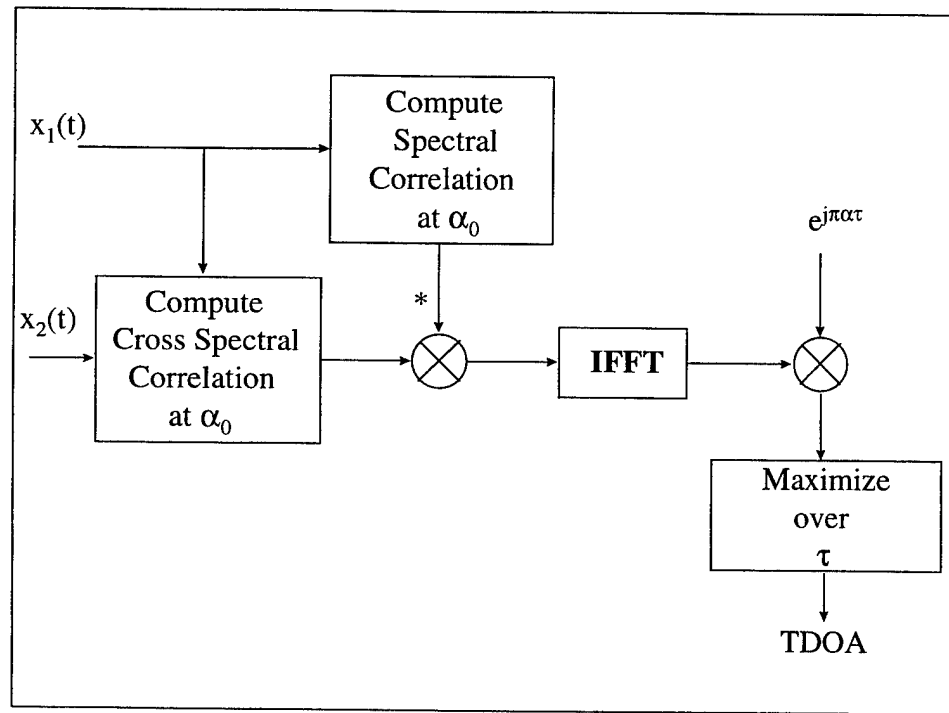 x₁(t)
Compute
Spectral
Correlation
at α₀
e^{jπατ}
x₂(t)
Compute
Cross Spectral
Correlation
at α₀
*
IFFT
Maximize
over
τ
TDOA